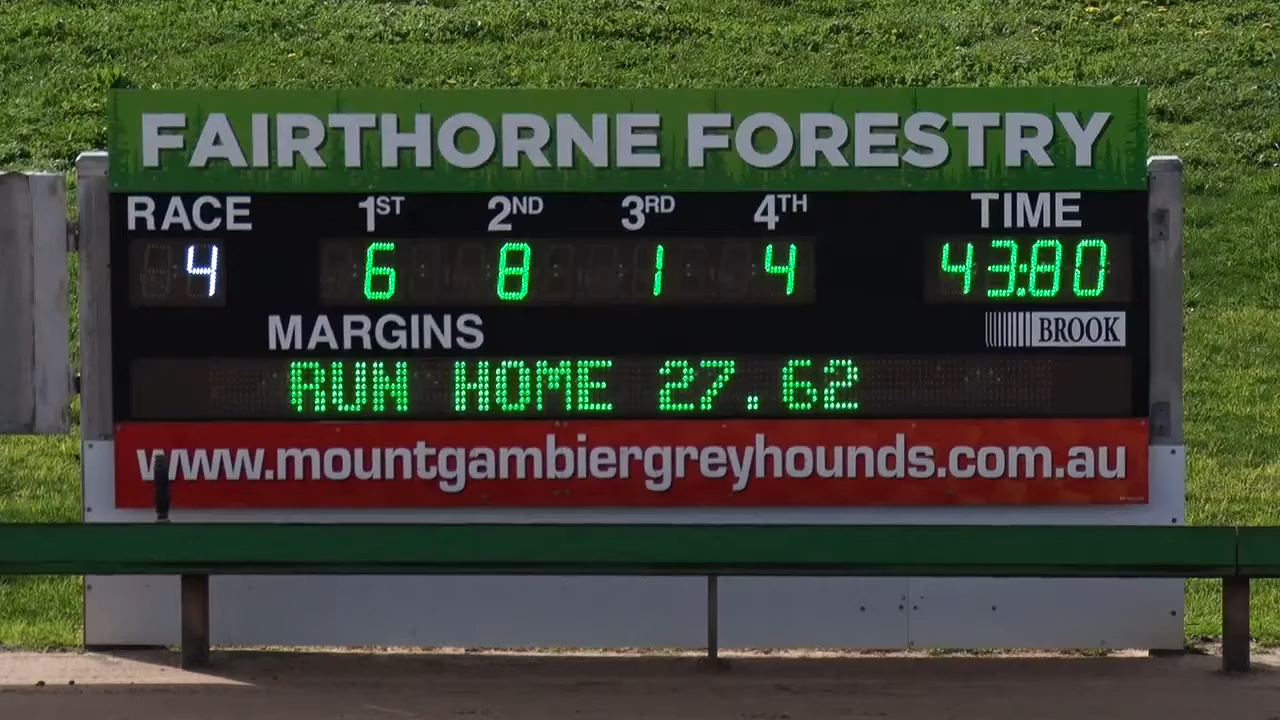 FAIRTHORNE FORESTRY
RACE 1ST 2ND 3RD 4TH TIME
4 6 8 1 4 43:80
MARGINS BROOK
RUN HOME 27.62
www.mountgambiergreyhounds.com.au